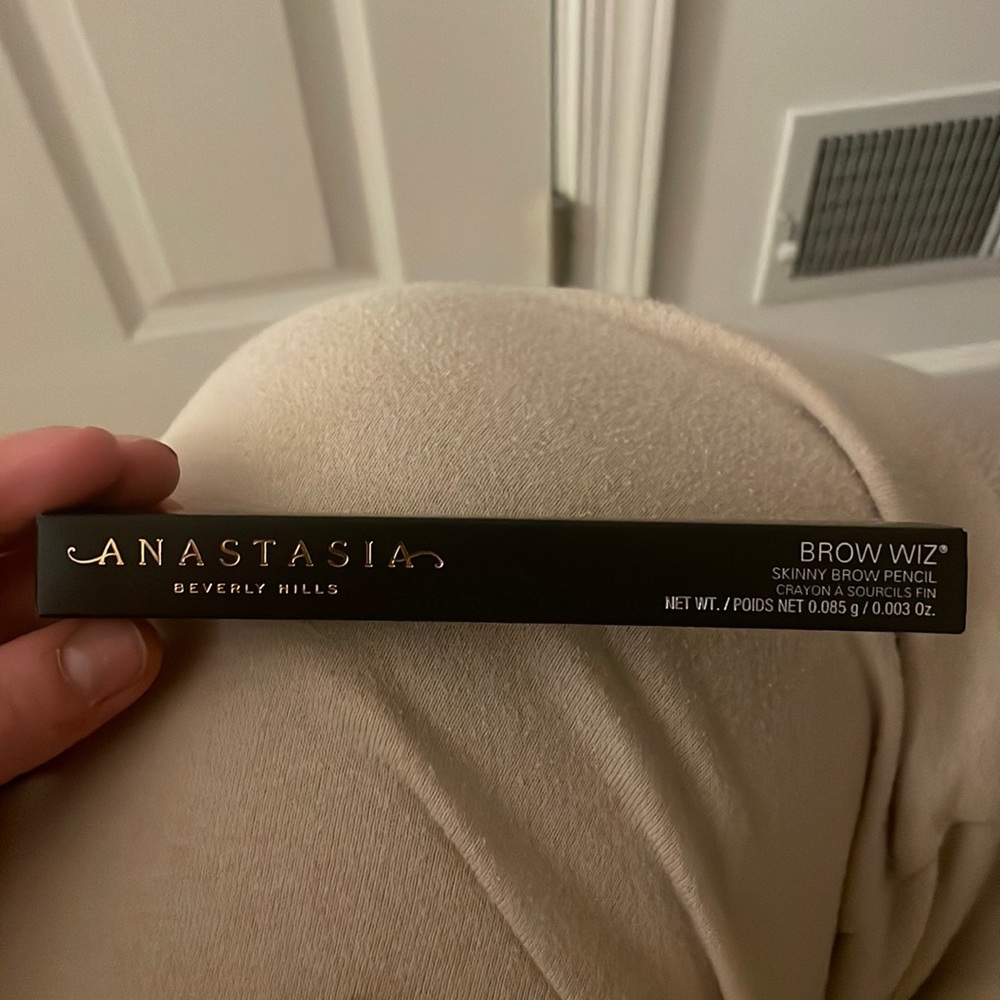 ANASTASIA
BEVERLY HILLS
BROW WIZ®
SKINNY BROW PENCIL
CRAYON À SOURCILS FIN
NET WT. / POIDS NET 0.085 g / 0.003 Oz.